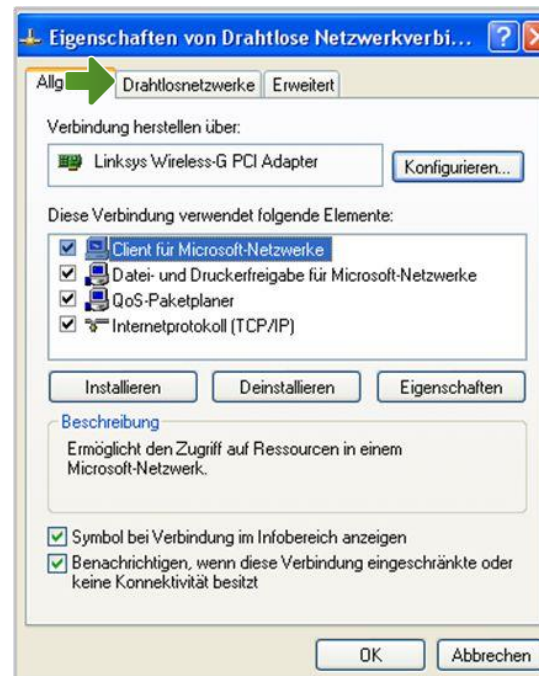 Eigenschaften von Drahtlose Netzwerkverbi...
Allg
Drahtlosnetzwerke
Erweitert
Verbindung herstellen über:
Linksys Wireless-G PCI Adapter
Konfigurieren...
Diese Verbindung verwendet folgende Elemente:
Client für Microsoft-Netzwerke
Datei- und Druckerfreigabe für Microsoft-Netzwerke
QoS-Paketplaner
Internetprotokoll (TCP/IP)
Installieren
Deinstallieren
Eigenschaften
Beschreibung
Ermöglicht den Zugriff auf Ressourcen in einem
Microsoft-Netzwerk.
Symbol bei Verbindung im Infobereich anzeigen
Benachrichtigen, wenn diese Verbindung eingeschränkte oder
keine Konnektivität besitzt
OK
Abbrechen